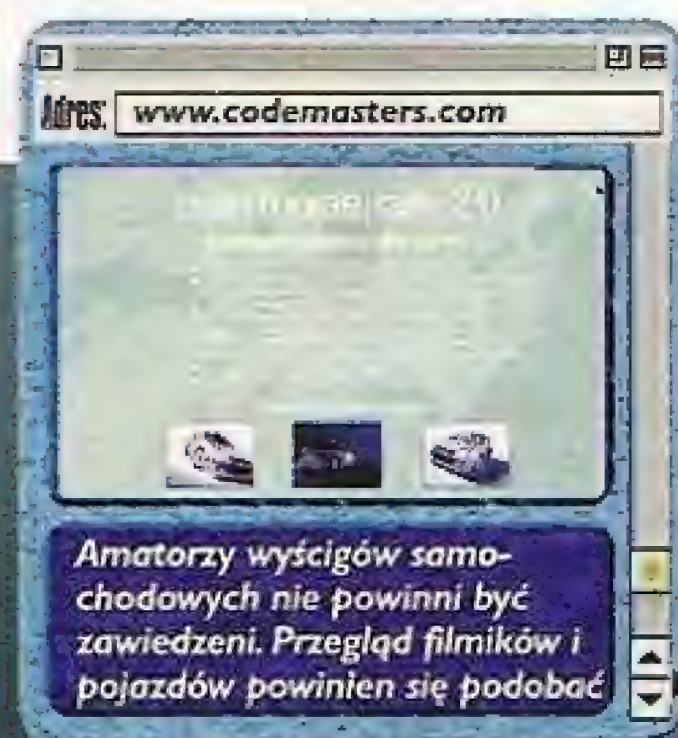 Adres: www.codemasters.com
Amatorzy wyścigów samo-
chodowych nie powinni być
zawiedzeni. Przegląd filmików i
pojazdów powinien się podobać